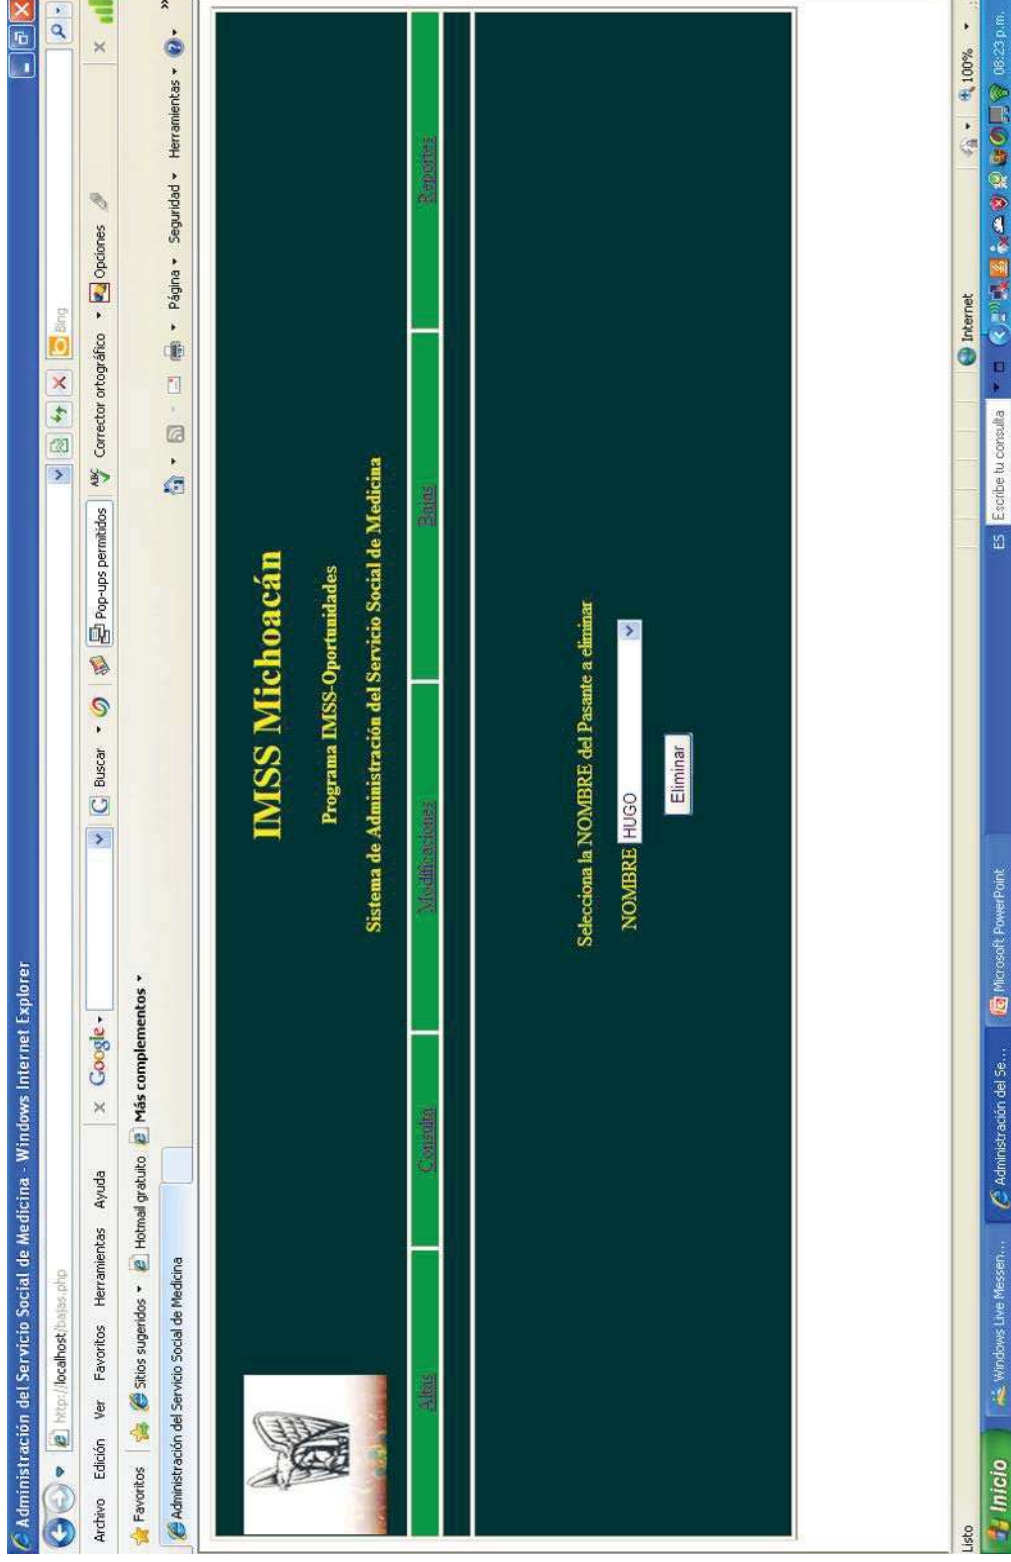 Administración del Servicio Social de Medicina - Windows Internet Explorer
http://localhost/bajas.php
Bing
Archivo Edición Ver Favoritos Herramientas Ayuda
x Google Buscar Pop-ups permitidos ABC Corrector ortográfico Opciones x
Favoritos Sitios sugeridos Hotmail gratuito Más complementos
Administración del Servicio Social de Medicina
Página Seguridad Herramientas »
IMSS Michoacán
Programa IMSS-Oportunidades
Sistema de Administración del Servicio Social de Medicina
Altas Consulta Modificaciones Bajas Reportes
Selecciona la NOMBRE del Pasante a eliminar
NOMBRE HUGO
Eliminar
Listo Internet 100%
Inicio Windows Live Messen... Administración del Se... Microsoft PowerPoint ES Escribe tu consulta 08:23 p.m.